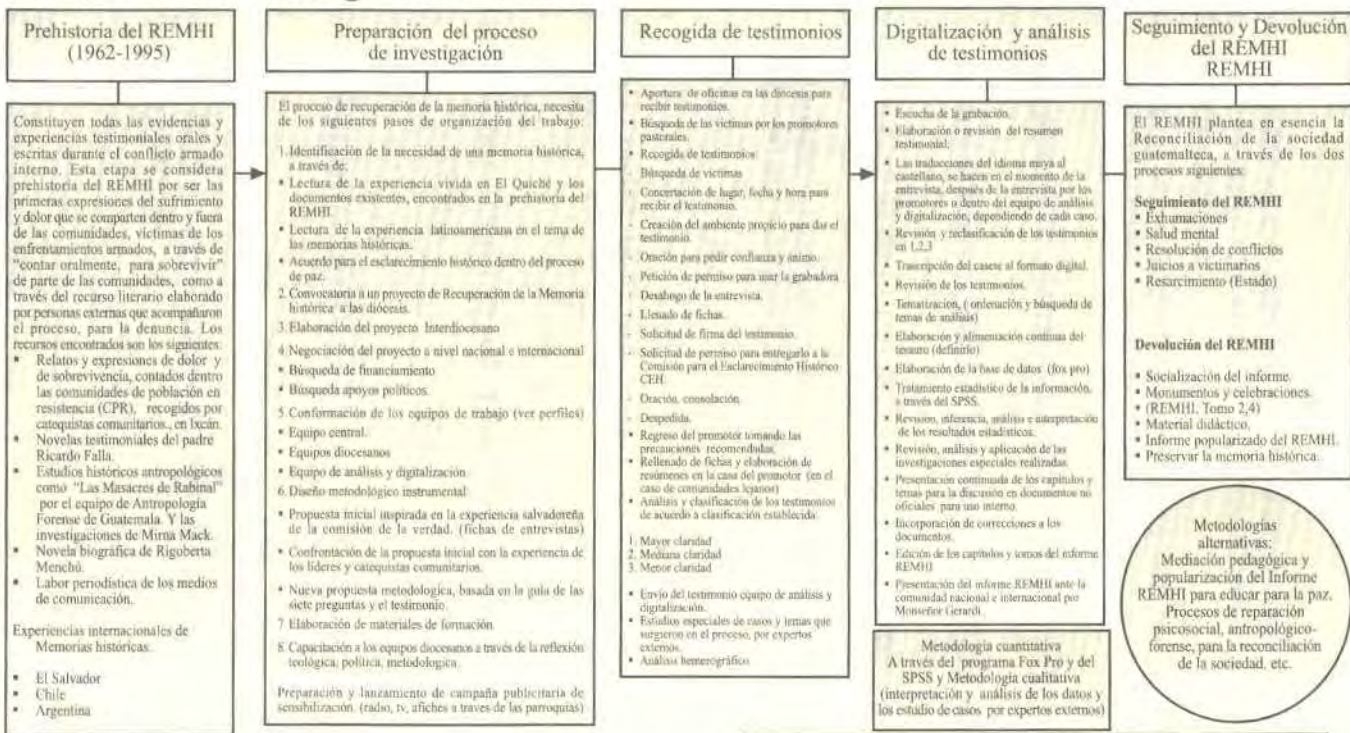 Prehistoria del REMHI
(1962-1995)
Constituyen todas las evidencias y
experiencias testimoniales orales y
escritas durante el conflicto armado
interno. Esta etapa se considera
prehistoria del REMHI por ser las
primeras expresiones del sufrimiento
y dolor que se comparten dentro y fuera
de las comunidades, víctimas de los
enfrentamientos armados, a través de
"contar oralmente, para sobrevivir"
de parte de las comunidades, como a
través del recurso literario elaborado
por personas externas que acompañaron
el proceso, para la denuncia. Los
recursos encontrados son los siguientes:
▪ Relatos y expresiones de dolor y
de sobrevivencia, contados dentro
las comunidades de población en
resistencia (CPR), recogidos por
catequistas comunitarios., en Ixcán.
▪ Novelas testimoniales del padre
Ricardo Falla.
▪ Estudios históricos antropológicos
como "Las Masacres de Rabinal"
por el equipo de Antropología
Forense de Guatemala. Y las
investigaciones de Mirna Mack.
▪ Novela biográfica de Rigoberta
Menchú.
▪ Labor periodística de los medios
de comunicación.
Experiencias internacionales de
Memorias históricas.
▪ El Salvador
▪ Chile
▪ Argentina
Preparación del proceso
de investigación
El proceso de recuperación de la memoria histórica, necesita
de los siguientes pasos de organización del trabajo:
1. Identificación de la necesidad de una memoria histórica,
a través de:
▪ Lectura de la experiencia vivida en El Quiché y los
documentos existentes, encontrados en la prehistoria del
REMHI.
▪ Lectura de la experiencia latinoamericana en el tema de
las memorias históricas.
▪ Acuerdo para el esclarecimiento histórico dentro del proceso
de paz.
2. Convocatoria a un proyecto de Recuperación de la Memoria
histórica a las diócesis.
3. Elaboración del proyecto Interdiocesano
4. Negociación del proyecto a nivel nacional e internacional
▪ Búsqueda de financiamiento
▪ Búsqueda apoyos políticos.
5. Conformación de los equipos de trabajo (ver perfiles)
▪ Equipo central.
▪ Equipos diocesanos
▪ Equipo de análisis y digitalización
6. Diseño metodológico instrumental
▪ Propuesta inicial inspirada en la experiencia salvadoreña
de la comisión de la verdad. (fichas de entrevistas)
▪ Confrontación de la propuesta inicial con la experiencia de
los líderes y catequistas comunitarios.
▪ Nueva propuesta metodologica, basada en la guía de las
siete preguntas y el testimonio.
7. Elaboración de materiales de formación
8. Capacitación a los equipos diocesanos a través de la reflexión
teológica, política, metodologica.
Preparación y lanzamiento de campaña publicitaria de
sensibilización. (radio, tv, afiches a traves de las parroquias)
Recogida de testimonios
▪ Apertura de oficinas en las diócesis para
recibir testimonios.
▪ Búsqueda de las víctimas por los promotores
pastorales.
▪ Recogida de testimonios
- Búsqueda de víctimas
- Concertación de lugar, fecha y hora para
recibir el testimonio.
- Creación del ambiente propicio para dar el
testimonio.
- Oración para pedir confianza y ánimo.
- Petición de permiso para usar la grabadora
- Desahogo de la entrevista.
- Llenado de fichas.
- Solicitud de firma del testimonio.
- Solicitud de permiso para entregarlo a la
Comisión para el Esclarecimiento Histórico
CEH.
- Oración, consolación.
- Despedida.
▪ Regreso del promotor tomando las
precauciones recomendadas.
▪ Rellenado de fichas y elaboración de
resúmenes en la casa del promotor (en el
caso de comunidades lejanos)
▪ Análisis y clasificación de los testimonios
de acuerdo a clasificación establecida:
1. Mayor claridad
2. Mediana claridad
3. Menor claridad
▪ Envío del testimonio equipo de análisis y
digitalización.
▪ Estudios especiales de casos y temas que
surgieron en el proceso, por expertos
externos.
▪ Análisis hemerográfico
Digitalización y análisis
de testimonios
▪ Escucha de la grabación.
▪ Elaboración o revisión del resumen
testimonial.
▪ Las traducciones del idioma maya al
castellano, se hacen en el momento de la
entrevista, después de la entrevista por los
promotores o dentro del equipo de análisis
y digitalización, dependiendo de cada caso.
▪ Revisión y reclasificación de los testimonios
en 1,2,3
▪ Trascripción del casete al formato digital.
▪ Revisión de los testimonios.
▪ Tematización, ( ordenación y búsqueda de
temas de análisis)
▪ Elaboración y alimentación continua del
tesauro (definirlo)
▪ Elaboración de la base de datos (fox pro)
▪ Tratamiento estadístico de la información,
a través del SPSS.
▪ Revisión, inferencia, análisis e interpretación
de los resultados estadísticos.
▪ Revisión, análisis y aplicación de las
investigaciones especiales realizadas.
▪ Presentación continuada de los capítulos y
temas para la discusión en documentos no
oficiales para uso interno.
▪ Incorporación de correcciones a los
documentos.
▪ Edición de los capítulos y tomos del informe
REMHI
▪ Presentación del informe REMHI ante la
comunidad nacional e internacional por
Monseñor Gerardi.
Metodología cuantitativa
A través del programa Fox Pro y del
SPSS y Metodología cualitativa
(interpretación y análisis de los datos y
los estudio de casos por expertos externos)
Seguimiento y Devolución
del REMHI
REMHI
El REMHI plantea en esencia la
Reconciliación de la sociedad
guatemalteca, a través de los dos
procesos siguientes:
Seguimiento del REMHI
▪ Exhumaciones
▪ Salud mental
▪ Resolución de conflictos
▪ Juicios a victimarios
▪ Resarcimiento (Estado)
Devolución del REMHI
▪ Socialización del informe.
▪ Monumentos y celebraciones.
▪ (REMHI, Tomo 2,4)
▪ Material didáctico.
▪ Informe popularizado del REMHI.
▪ Preservar la memoria histórica.
Metodologías
alternativas:
Mediación pedagógica y
popularización del Informe
REMHI para educar para la paz.
Procesos de reparación
psicosocial, antropológico-
forense, para la reconciliación
de la sociedad, etc.